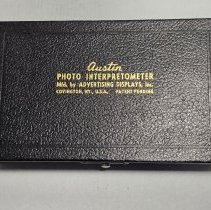 Austin
PHOTO INTERPRETOMETER
Mfd. by ADVERTISING DISPLAYS, Inc.
COVINGTON, KY., U.S.A. PATENT PENDING